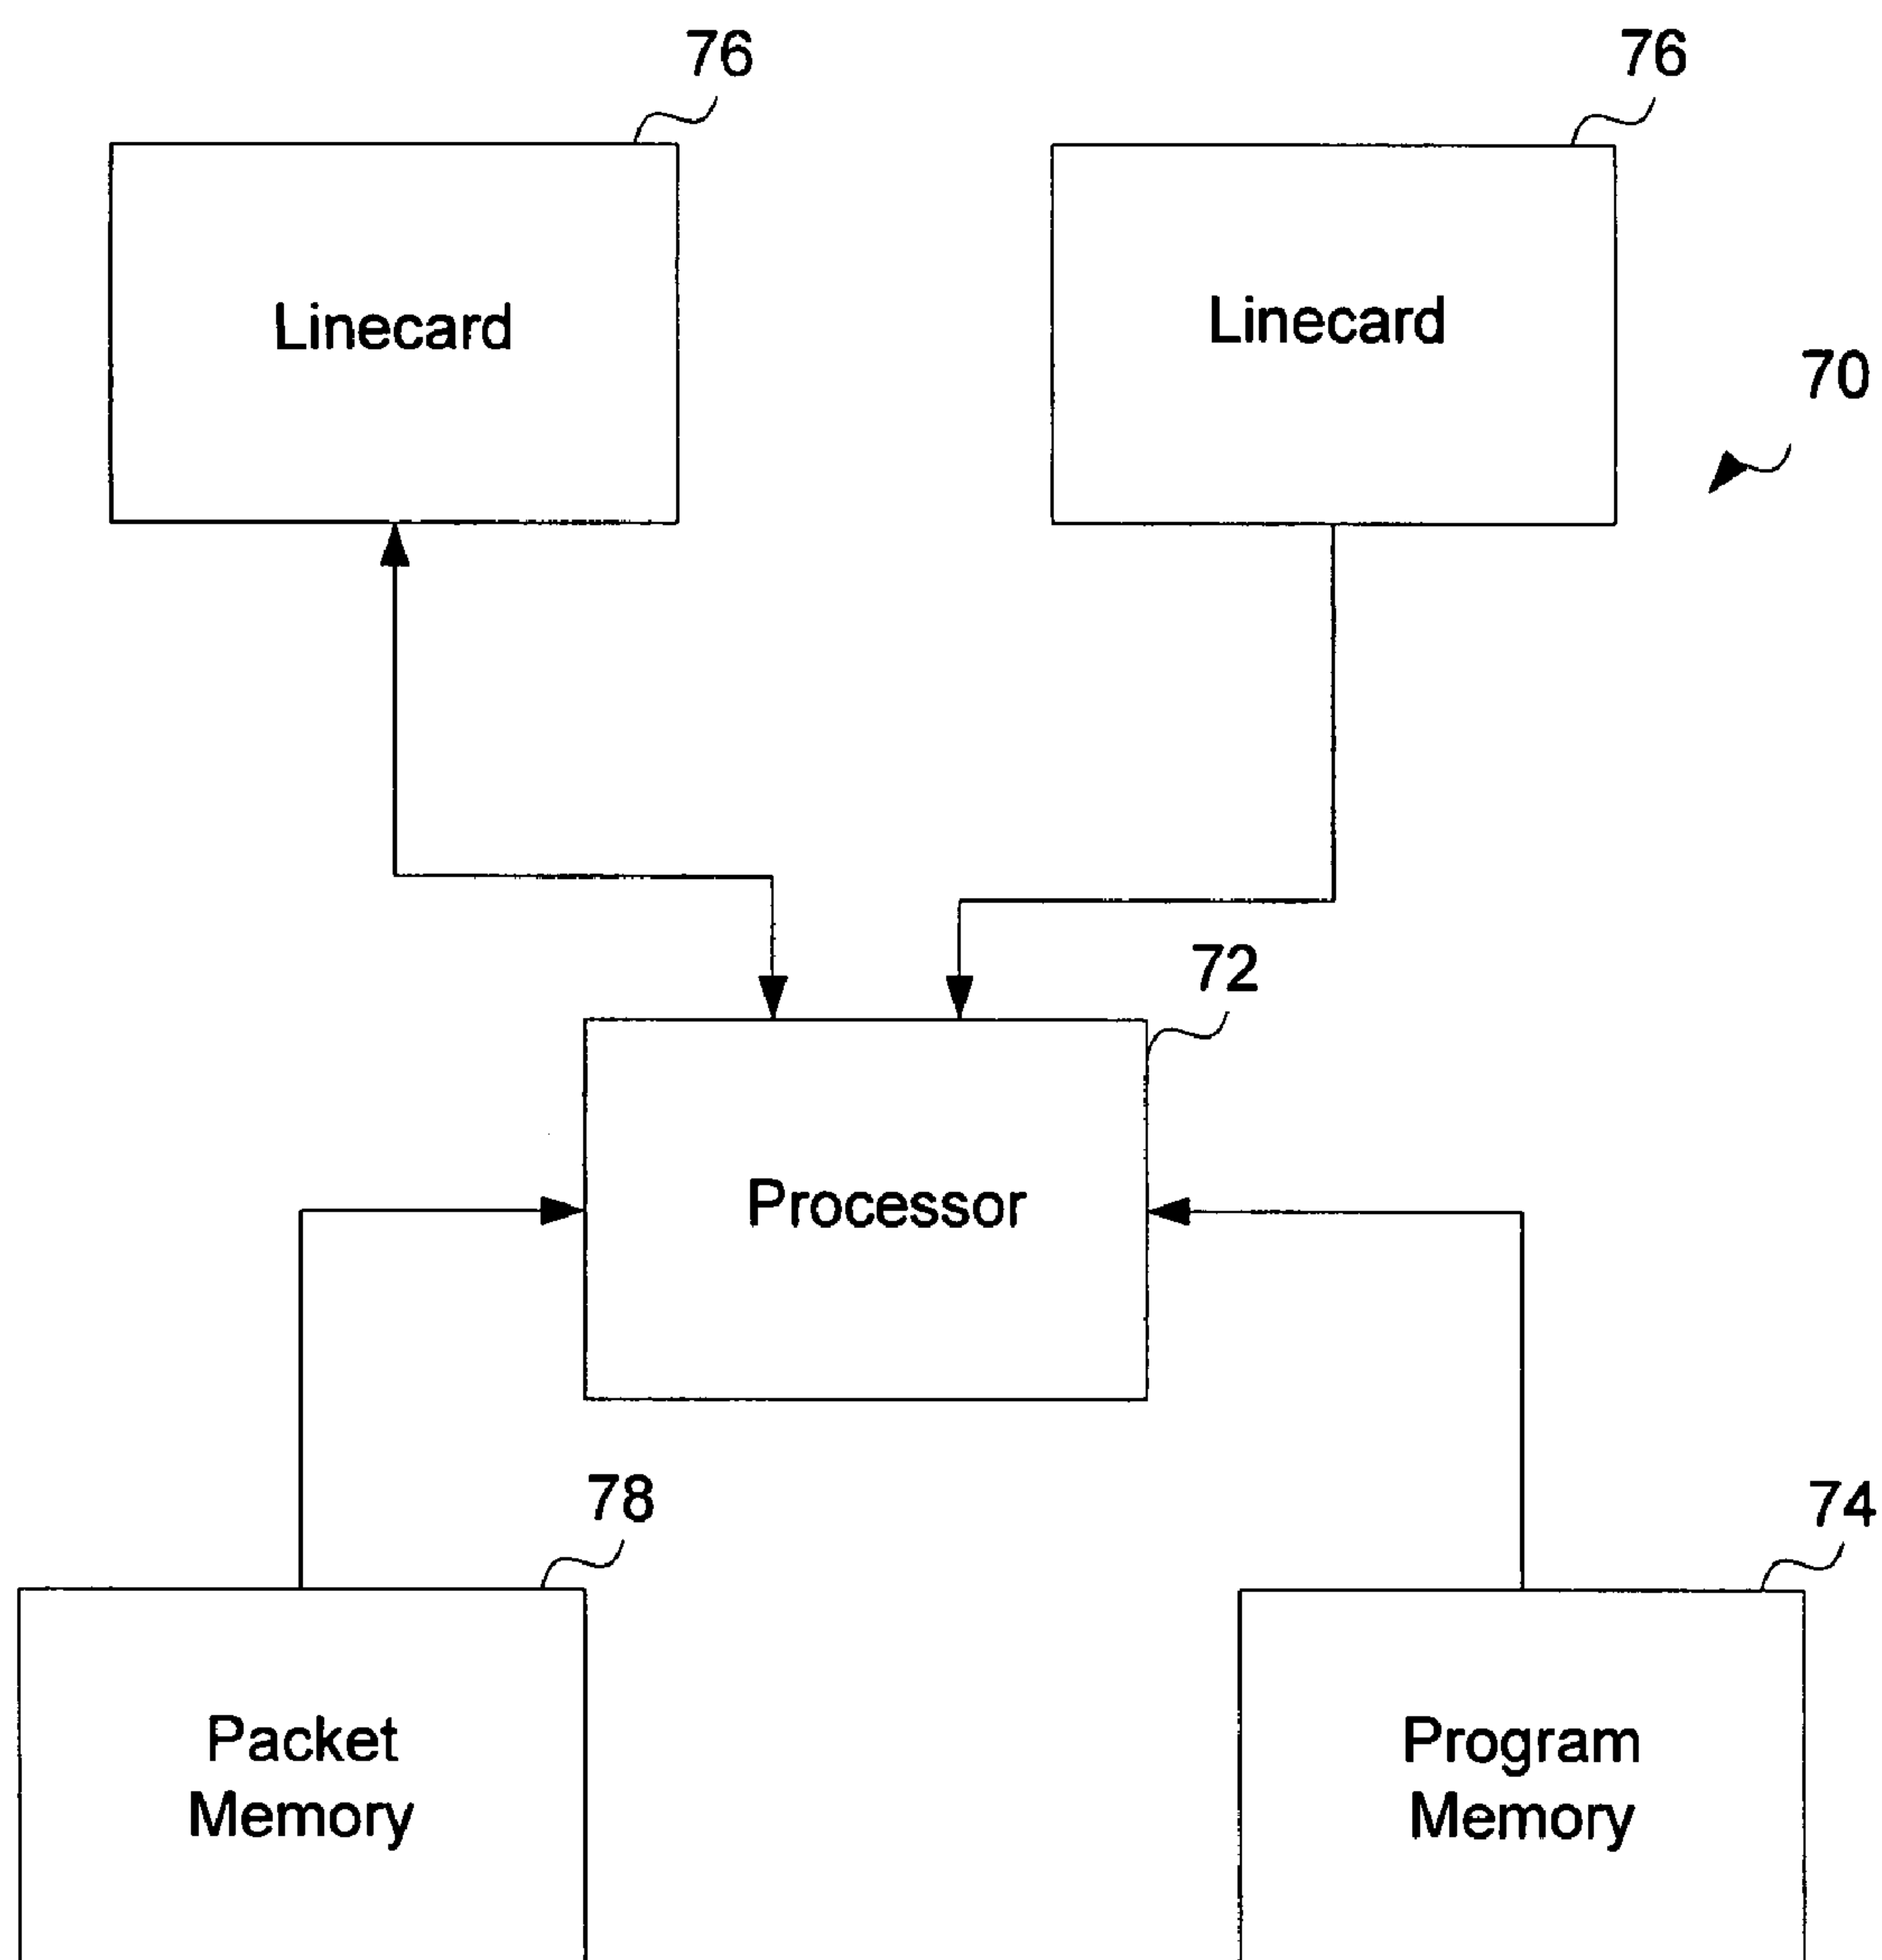 76
76
Linecard
Linecard
70
72
Processor
78
74
Packet
Memory
Program
Memory